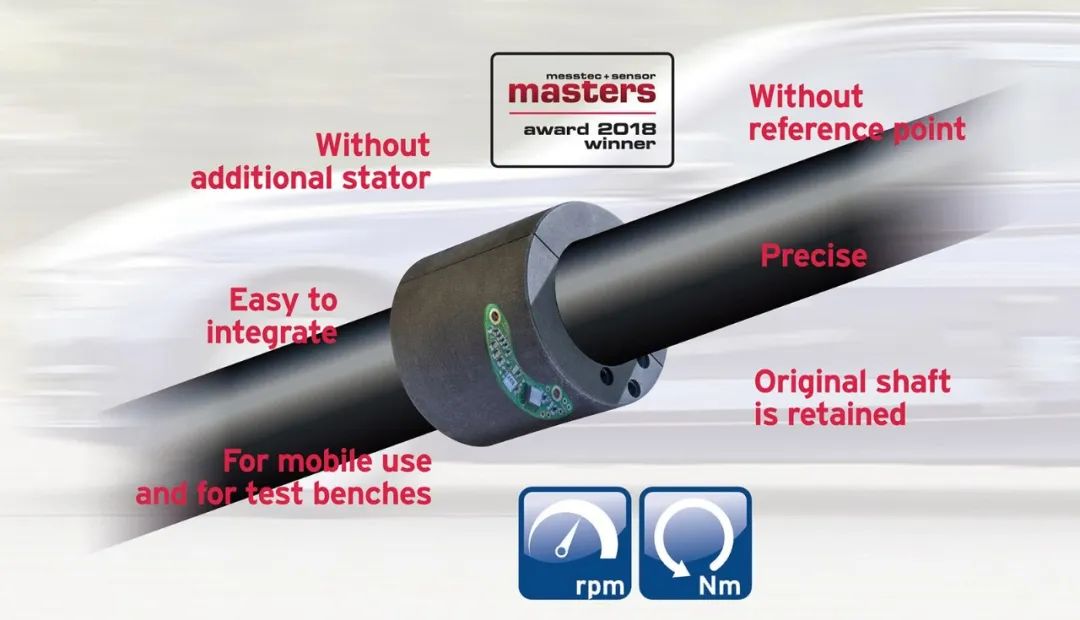 messtec + sensor
masters
award 2018
winner
Without
reference point
Without
additional stator
Precise
Easy to
integrate
Original shaft
is retained
For mobile use
and for test benches
rpm
Nm